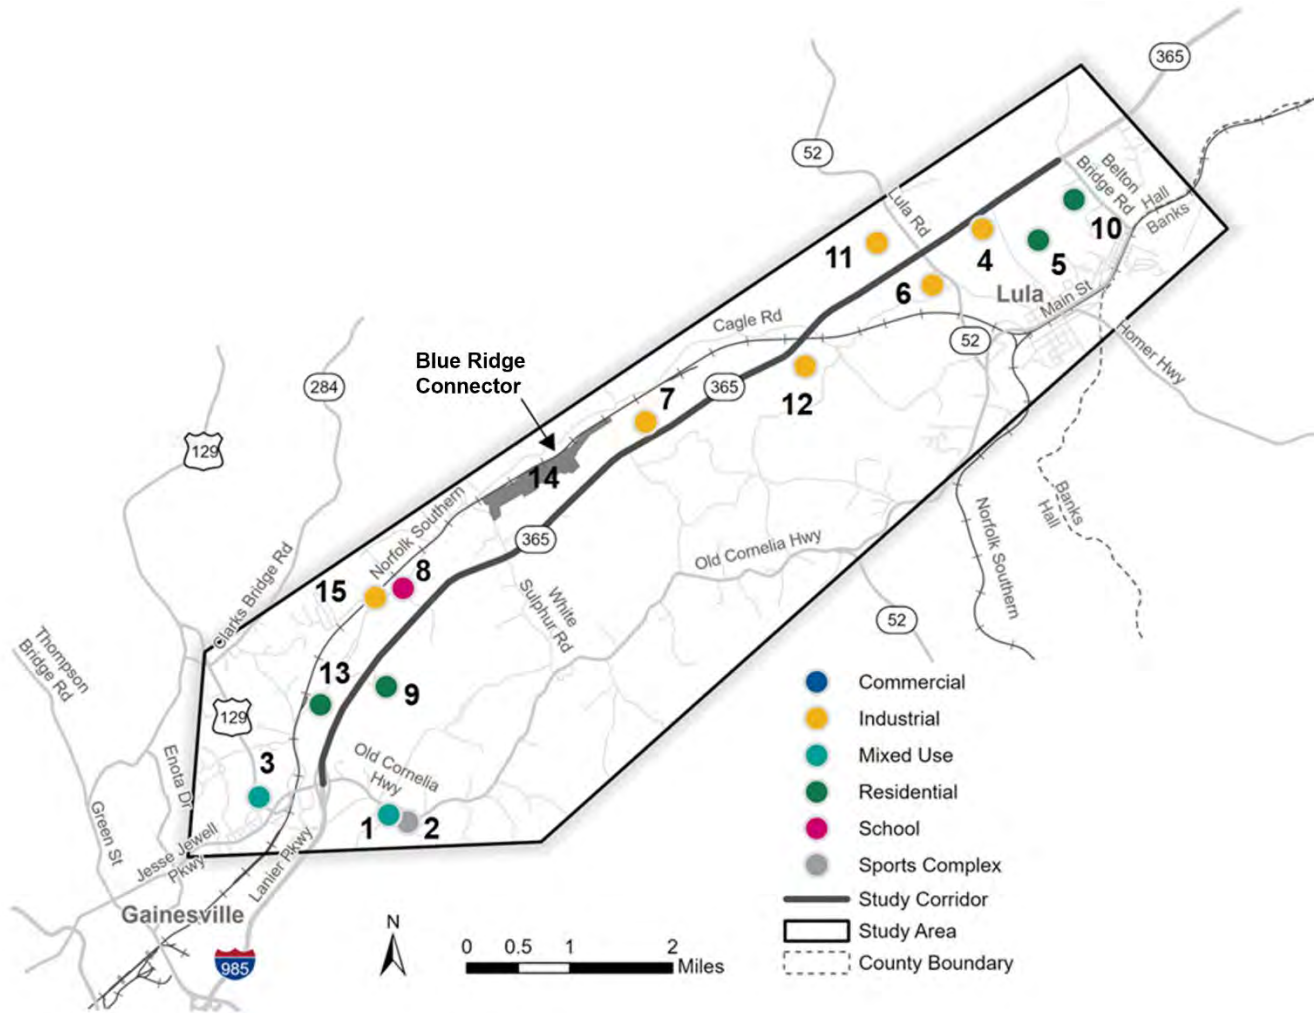 365
52
Belton
Bridge Rd
Hall
Banks
Lula Rd
10
11
4
5
6
Lula
Main St
Cagle Rd
52
Homer Hwy
Blue Ridge
Connector
284
7
365
12
129
14
Norfolk Southern
365
Old Cornelia Hwy
Banks
Hall
Norfolk Southern
8
15
Clarks Bridge Rd
White
Sulphur Rd
52
Thompson
Bridge Rd
13
9
129
3
Old Cornelia
Hwy
Enota Dr
1
2
Green St
Jesse Jewell
Pkwy
Lanier Pkwy
Gainesville
985
N
0 0.5 1 2
Miles
Commercial
Industrial
Mixed Use
Residential
School
Sports Complex
Study Corridor
Study Area
County Boundary